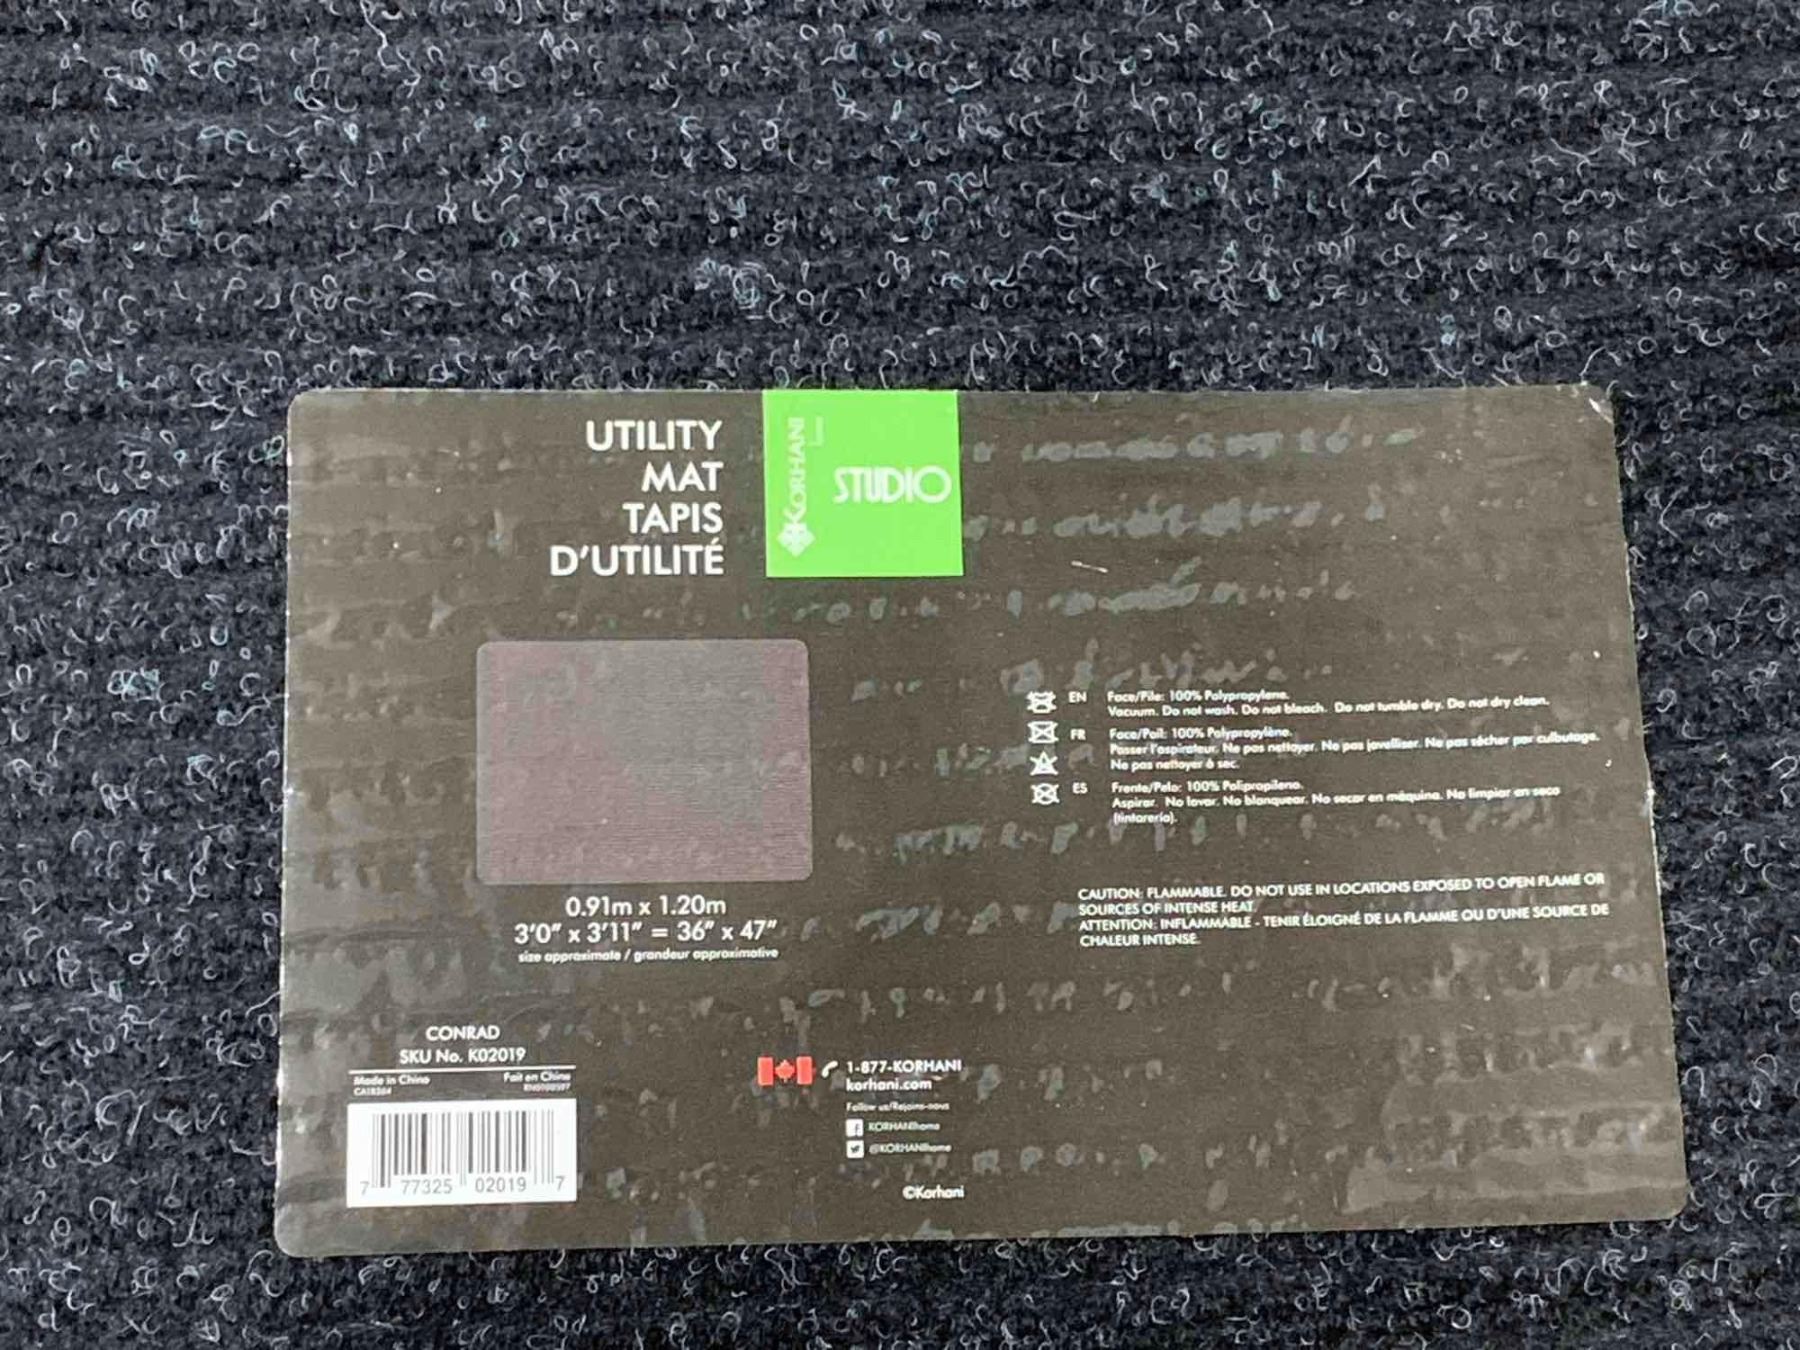 UTILITY
MAT
TAPIS
D'UTILITÉ
KORHANI
STUDIO
EN Face/Pile: 100% Polypropylene.
Vacuum. Do not wash. Do not bleach. Do not tumble dry. Do not dry clean.
FR Face/Poil: 100% Polypropylène.
Passer l'aspirateur. Ne pas nettoyer. Ne pas javelliser. Ne pas sécher par culbutage.
Ne pas nettoyer à sec.
ES Frente/Pelo: 100% Polipropileno.
Aspirar. No lavar. No blanquear. No secar en máquina. No limpiar en seco
(tintorería).
0.91m x 1.20m
3'0" x 3'11" = 36" x 47"
size approximate / grandeur approximative
CAUTION: FLAMMABLE. DO NOT USE IN LOCATIONS EXPOSED TO OPEN FLAME OR
SOURCES OF INTENSE HEAT.
ATTENTION: INFLAMMABLE - TENIR ÉLOIGNÉ DE LA FLAMME OU D'UNE SOURCE DE
CHALEUR INTENSE.
CONRAD
SKU No. K02019
Made in China Fait en Chine
7 77325 02019 7
1-877-KORHANI
korhani.com
Follow us/Rejoins-nous
KORHANIhome
@KORHANIhome
©Korhani